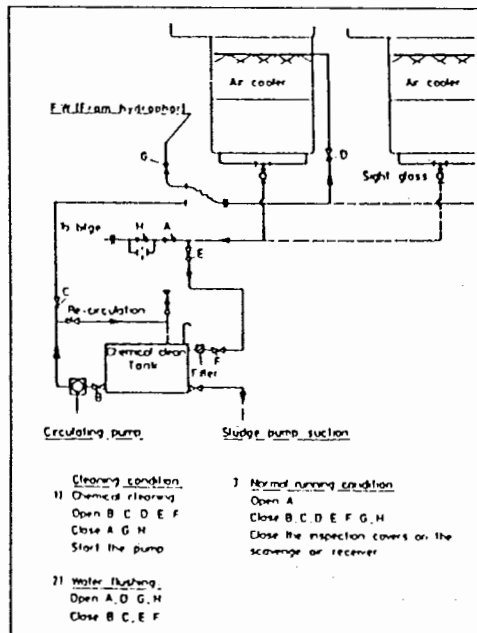 Air cooler
Air cooler
F W (From hydrophor)
G
D
Sight glass
To bilge
H
A
E
C
Re-circulation
Chemical clean
Tank
Filter
F
B
Circulating pump
Sludge pump suction
Cleaning condition
1) Chemical cleaning
Open B C D E F
Close A G H
Start the pump
2) Water flushing
Open A, D G, H
Close B C, E F
Normal running condition
Open A
Close B, C, D E F G, H
Close the inspection covers on the
scavenge air receiver